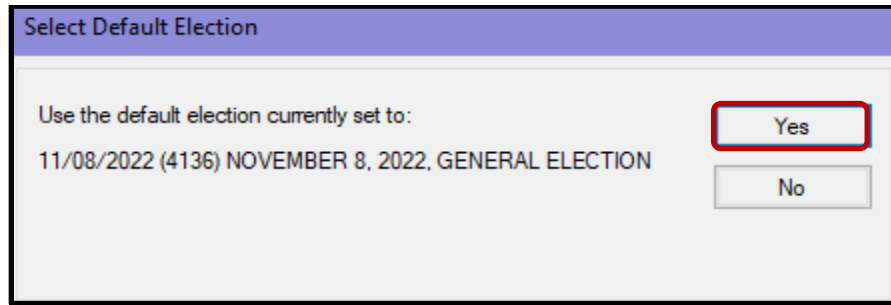 Select Default Election
Use the default election currently set to:
Yes
11/08/2022 (4136) NOVEMBER 8, 2022, GENERAL ELECTION
No